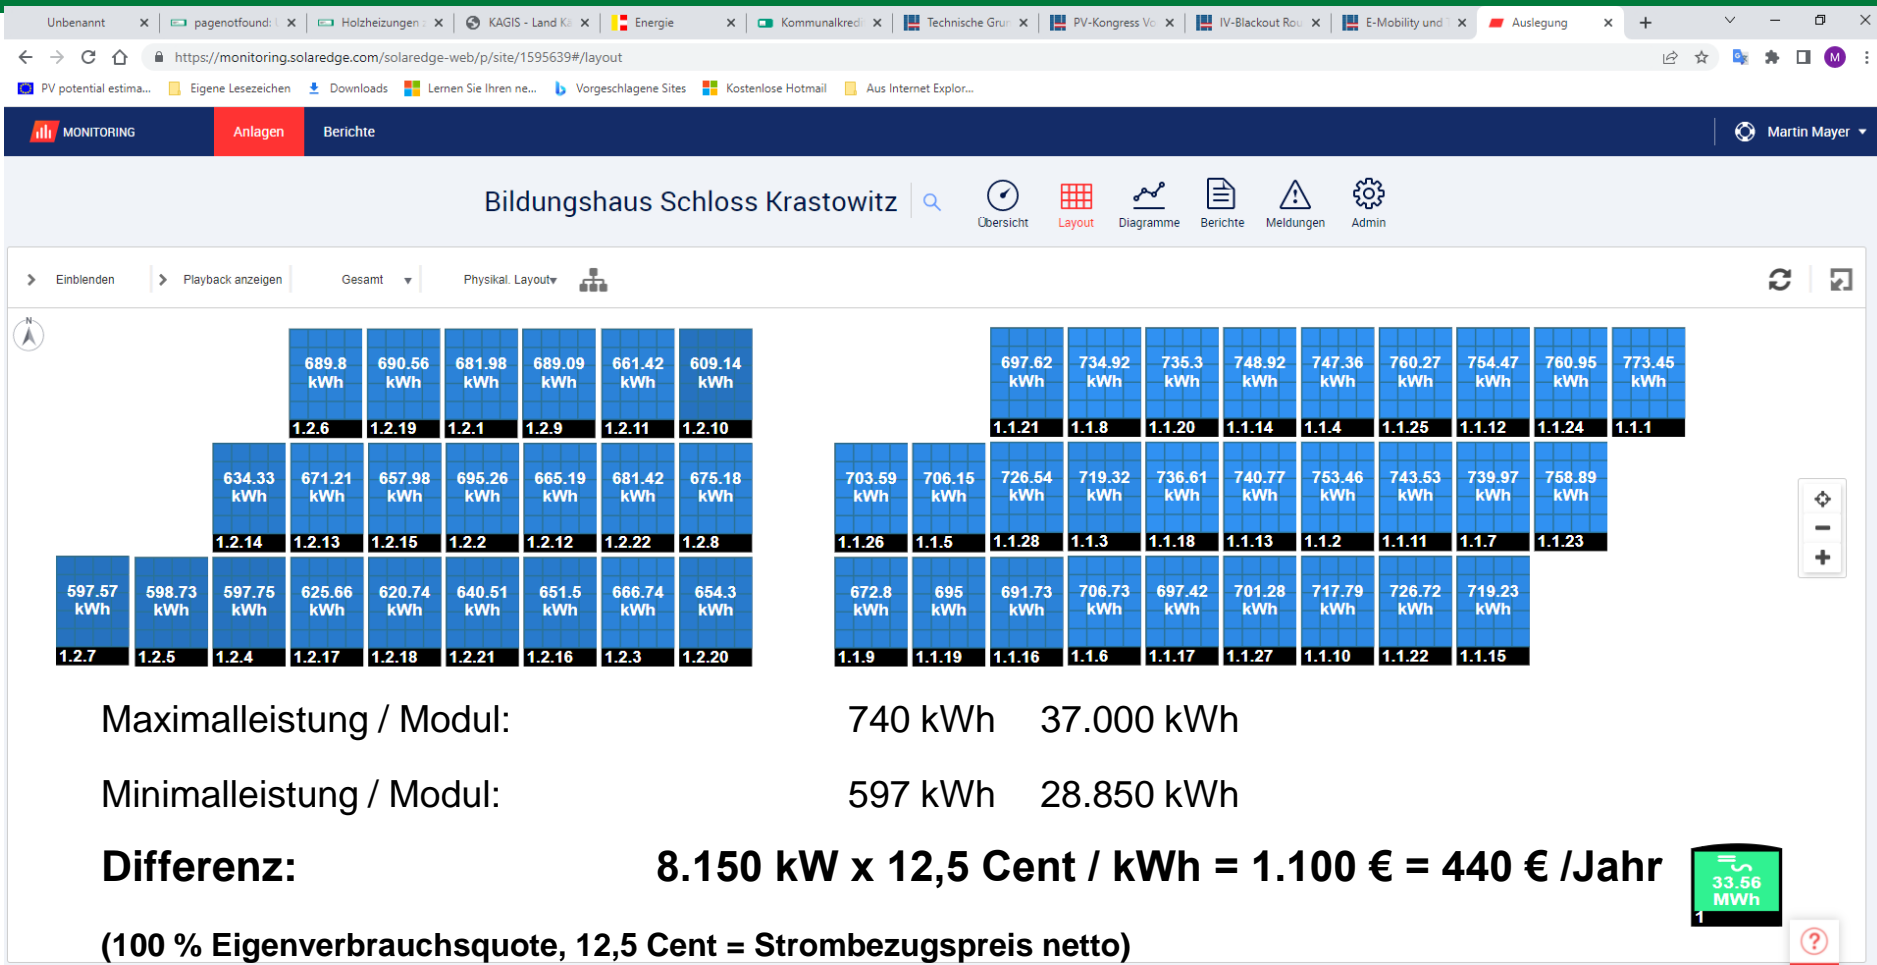 Unbenannt pagenotfound: Holzheizungen KAGIS - Land Kä Energie Kommunalkredi Technische Grun PV-Kongress Vo IV-Blackout Rou E-Mobility und T Auslegung
https://monitoring.solaredge.com/solaredge-web/p/site/1595639#/layout M
PV potential estima... Eigene Lesezeichen Downloads Lernen Sie Ihren ne... Vorgeschlagene Sites Kostenlose Hotmail Aus Internet Explor...
MONITORING Anlagen Berichte Martin Mayer
Bildungshaus Schloss Krastowitz
Übersicht Layout Diagramme Berichte Meldungen Admin
Einblenden Playback anzeigen Gesamt Physikal. Layout
N
689.8 690.56 681.98 689.09 661.42 609.14 697.62 734.92 735.3 748.92 747.36 760.27 754.47 760.95 773.45
kWh kWh kWh kWh kWh kWh kWh kWh kWh kWh kWh kWh kWh kWh kWh
1.2.6 1.2.19 1.2.1 1.2.9 1.2.11 1.2.10 1.1.21 1.1.8 1.1.20 1.1.14 1.1.4 1.1.25 1.1.12 1.1.24 1.1.1
634.33 671.21 657.98 695.26 665.19 681.42 675.18 703.59 706.15 726.54 719.32 736.61 740.77 753.46 743.53 739.97 758.89
kWh kWh kWh kWh kWh kWh kWh kWh kWh kWh kWh kWh kWh kWh kWh kWh kWh
1.2.14 1.2.13 1.2.15 1.2.2 1.2.12 1.2.22 1.2.8 1.1.26 1.1.5 1.1.28 1.1.3 1.1.18 1.1.13 1.1.2 1.1.11 1.1.7 1.1.23
597.57 598.73 597.75 625.66 620.74 640.51 651.5 666.74 654.3 672.8 695 691.73 706.73 697.42 701.28 717.79 726.72 719.23
kWh kWh kWh kWh kWh kWh kWh kWh kWh kWh kWh kWh kWh kWh kWh kWh kWh kWh
1.2.7 1.2.5 1.2.4 1.2.17 1.2.18 1.2.21 1.2.16 1.2.3 1.2.20 1.1.9 1.1.19 1.1.16 1.1.6 1.1.17 1.1.27 1.1.10 1.1.22 1.1.15
Maximalleistung / Modul: 740 kWh 37.000 kWh
Minimalleistung / Modul: 597 kWh 28.850 kWh
Differenz: 8.150 kW x 12,5 Cent / kWh = 1.100 € = 440 € /Jahr
33.56
MWh
1
(100 % Eigenverbrauchsquote, 12,5 Cent = Strombezugspreis netto)
?